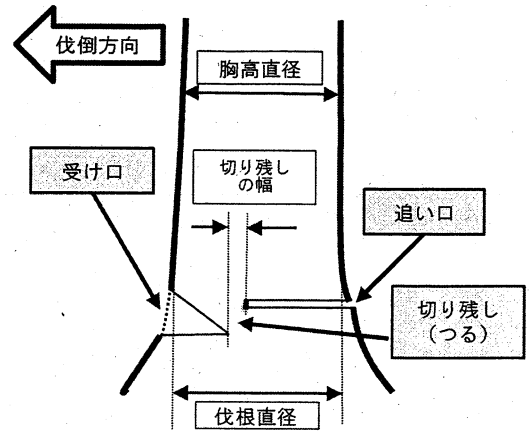 伐倒方向
胸高直径
切り残し
の幅
受け口
追い口
切り残し
(つる)
伐根直径